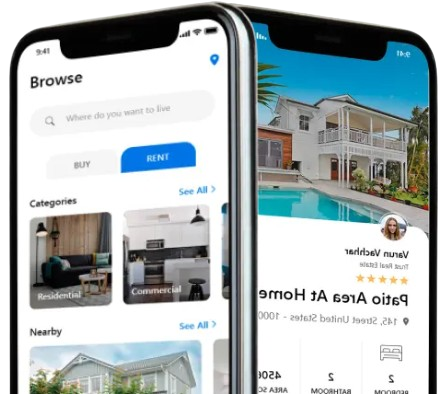 9:41
Browse
Where do you want to live
BUY
RENT
Categories
See All >
Residential
Commercial
Nearby
See All >
9:41
Varun Vachhar
Trust Real Estate
Patio Area At Home
145, Street United States - 1000
2
BEDROOM
2
BATHROOM
AREA